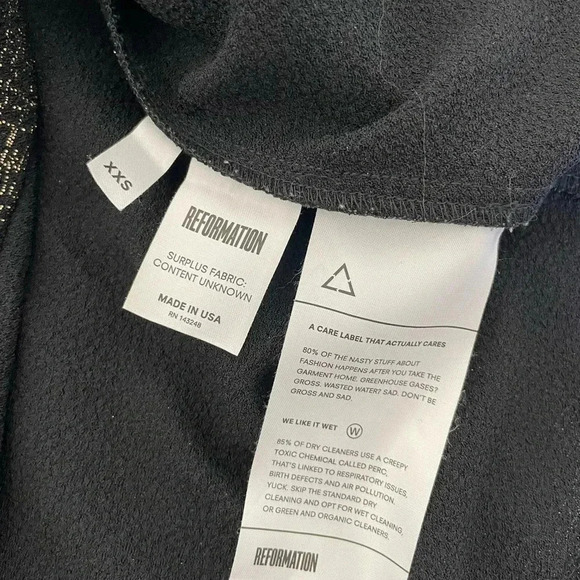 XXS
REFORMATION
SURPLUS FABRIC:
CONTENT UNKNOWN
MADE IN USA
RN 143248
A CARE LABEL THAT ACTUALLY CARES
80% OF THE NASTY STUFF ABOUT
FASHION HAPPENS AFTER YOU TAKE THE
GARMENT HOME. GREENHOUSE GASES?
GROSS. WASTED WATER? SAD. DON'T BE
GROSS AND SAD.
WE LIKE IT WET W
85% OF DRY CLEANERS USE A CREEPY
TOXIC CHEMICAL CALLED PERC,
THAT'S LINKED TO RESPIRATORY ISSUES,
BIRTH DEFECTS AND AIR POLLUTION.
YUCK. SKIP THE STANDARD DRY
CLEANING AND OPT FOR WET CLEANING,
OR GREEN AND ORGANIC CLEANERS.
REFORMATION